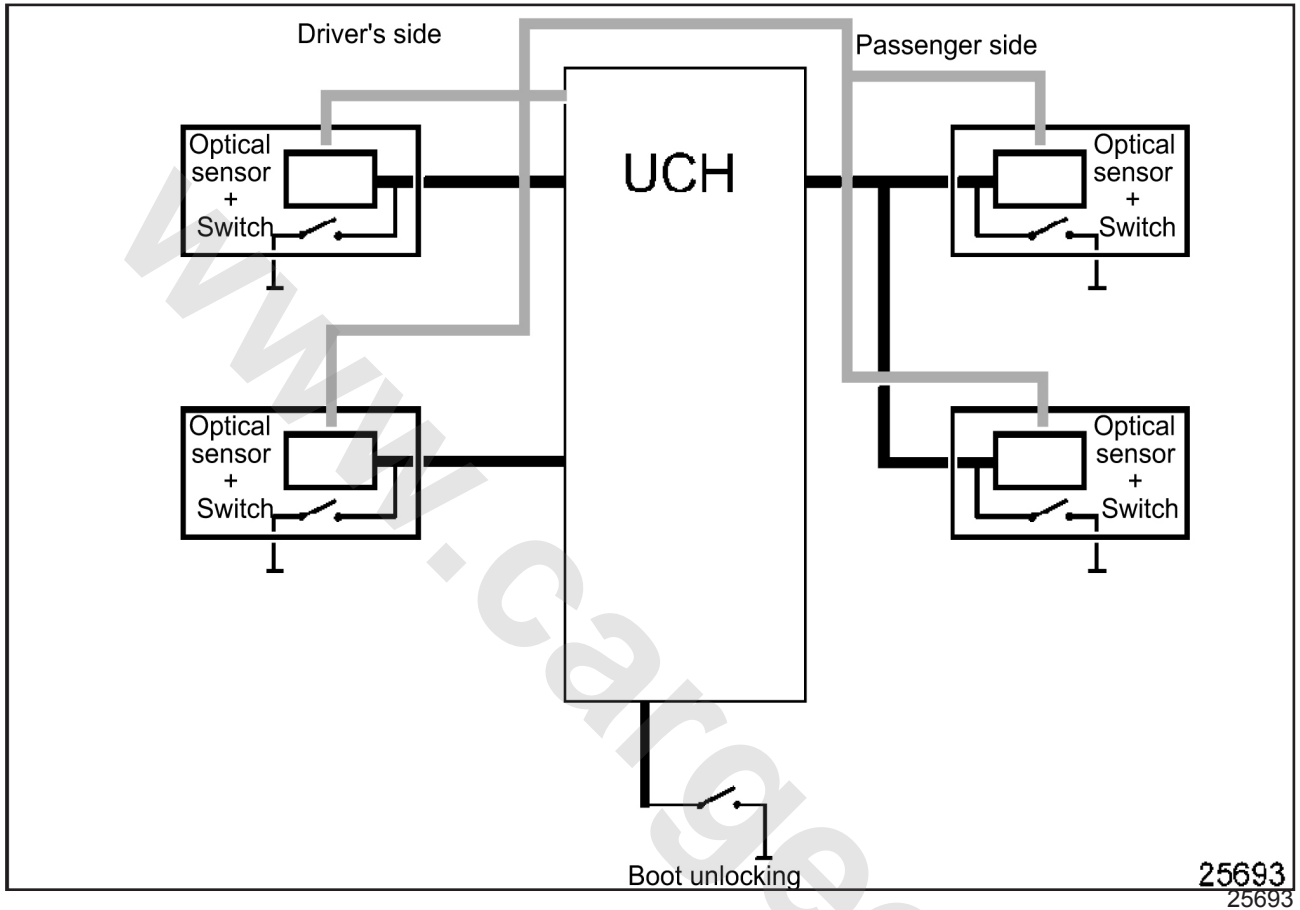 Driver's side
Passenger side
Optical
sensor
+
Switch
UCH
Optical
sensor
+
Switch
Optical
sensor
+
Switch
Optical
sensor
+
Switch
Boot unlocking
25693
25693
www.carge